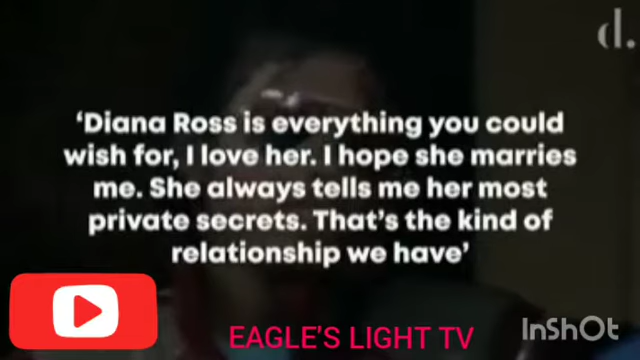 d.
‘Diana Ross is everything you could
wish for, I love her. I hope she marries
me. She always tells me her most
private secrets. That’s the kind of
relationship we have’
EAGLE'S LIGHT TV
InShOt